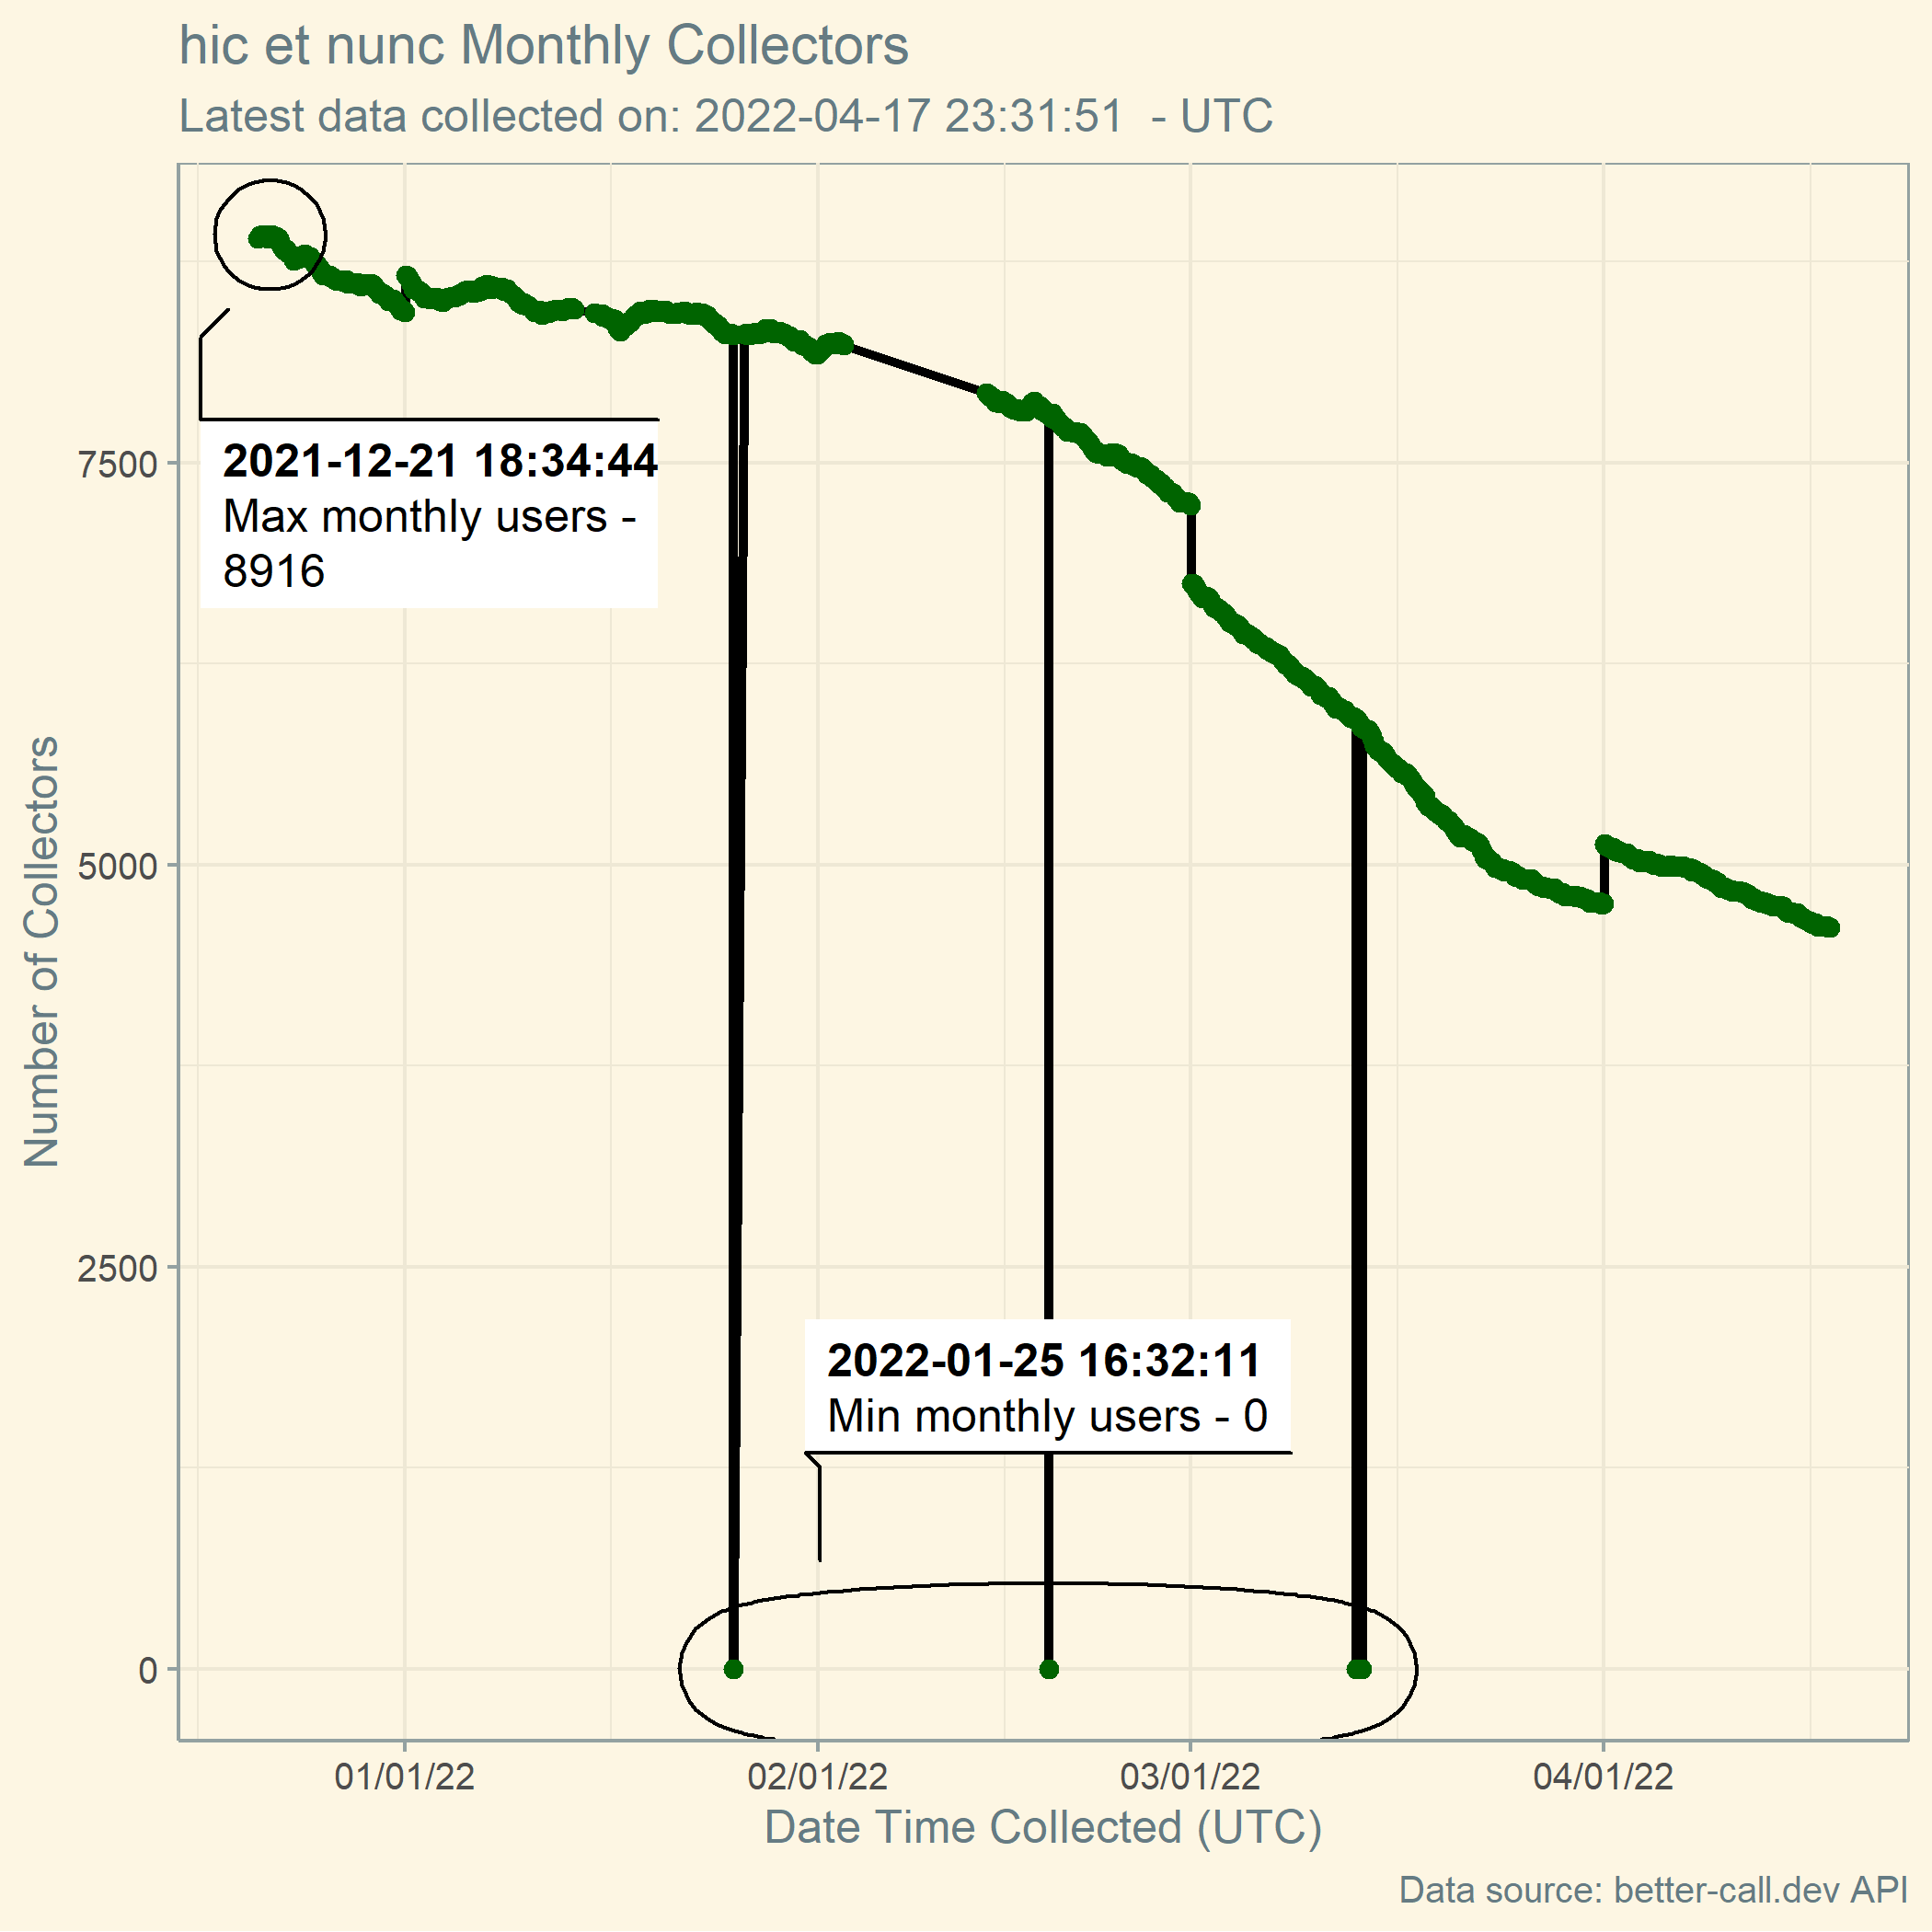 hic et nunc Monthly Collectors
Latest data collected on: 2022-04-17 23:31:51  - UTC
Number of Collectors
7500
5000
2500
0
2021-12-21 18:34:44
Max monthly users -
8916
2022-01-25 16:32:11
Min monthly users - 0
01/01/22
02/01/22
03/01/22
04/01/22
Date Time Collected (UTC)
Data source: better-call.dev API